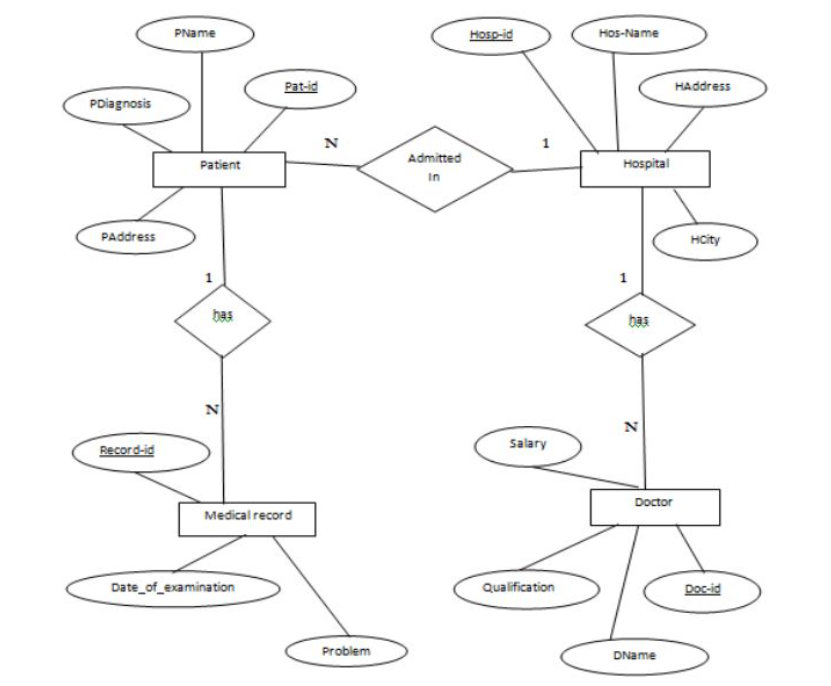 PName
Hosp-id
Hos-Name
Pat-id
HAddress
PDiagnosis
N
1
Admitted
In
Patient
Hospital
PAddress
HCity
1
1
has
has
N
N
Record-id
Salary
Medical record
Doctor
Date_of_examination
Qualification
Doc-id
Problem
DName